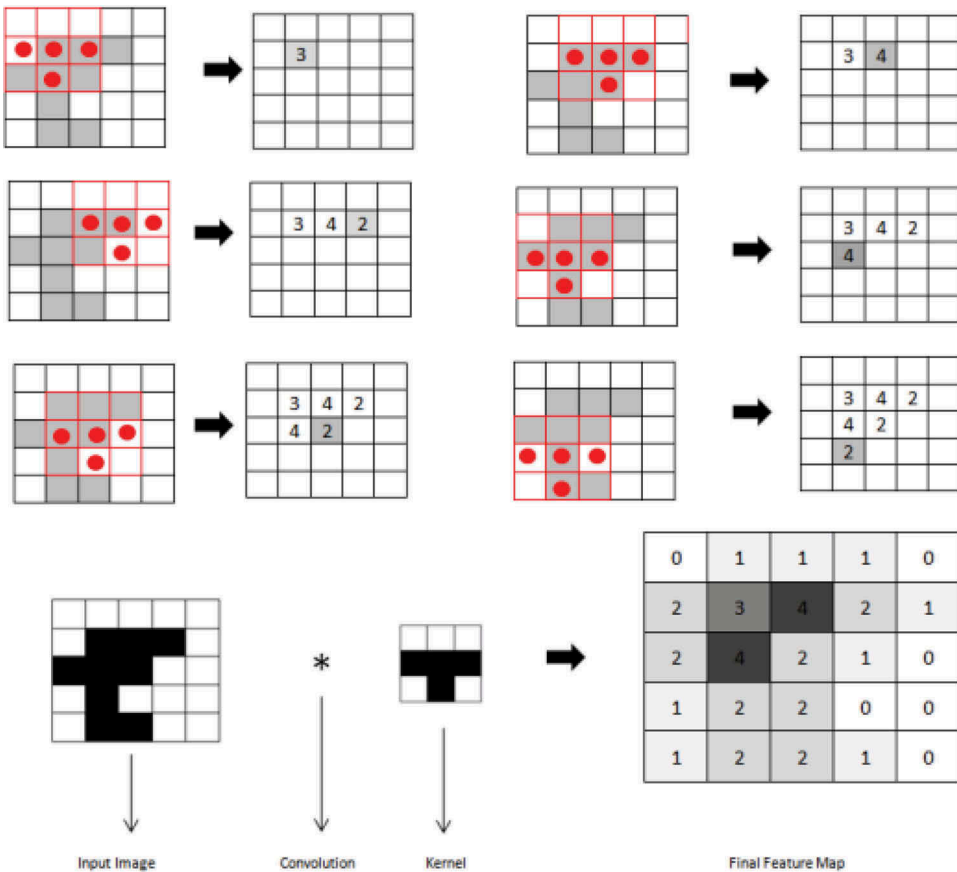 3
3 4
3 4 2
3 4 2
4
3 4 2
4 2
3 4 2
4 2
2
0 1 1 1 0
2 3 4 2 1
2 4 2 1 0
1 2 2 0 0
1 2 2 1 0
*
Input Image
Convolution
Kernel
Final Feature Map